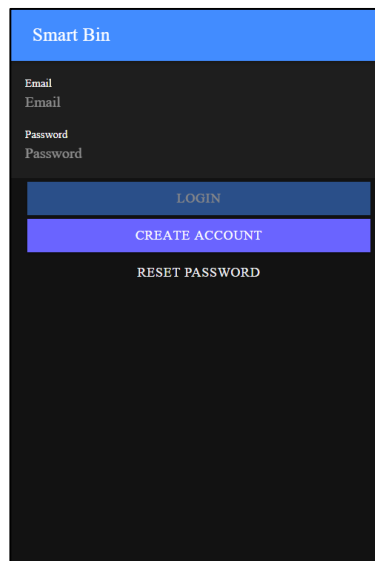 Smart Bin
Email
Email
Password
Password
LOGIN
CREATE ACCOUNT
RESET PASSWORD